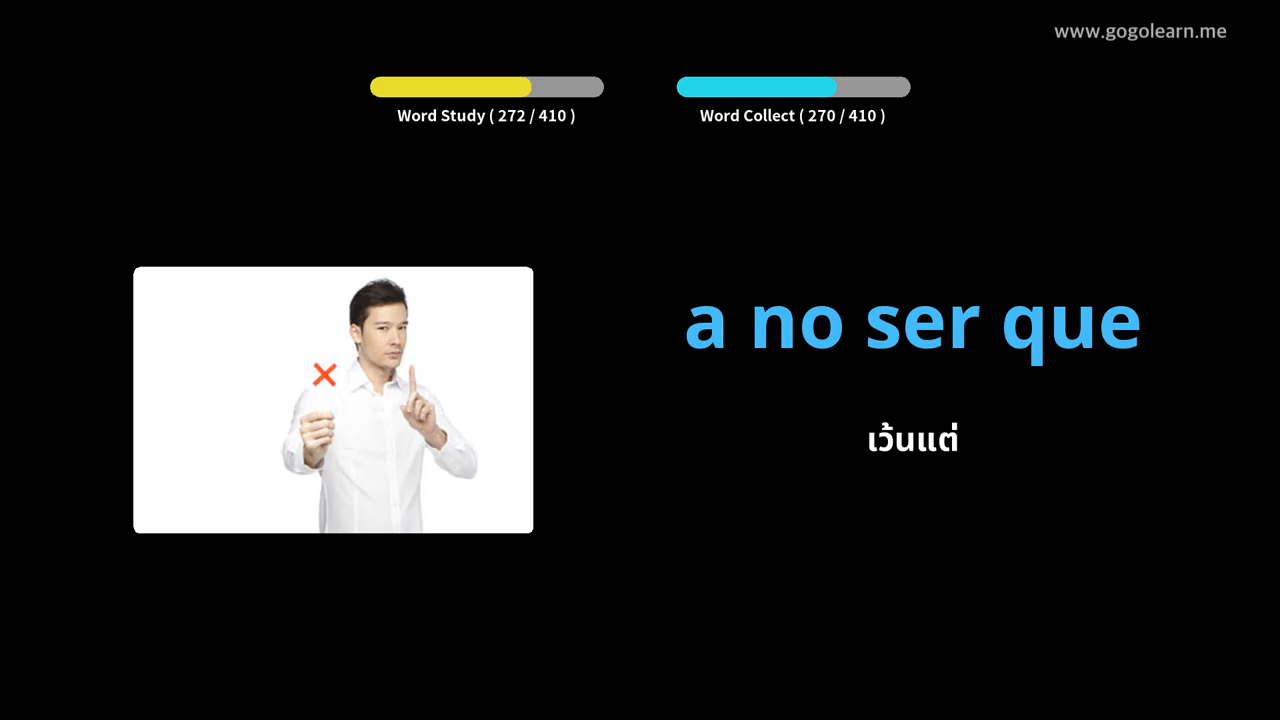 www.gogolearn.me
Word Study ( 272 / 410 )
Word Collect ( 270 / 410 )
a no ser que
เว้นแต่